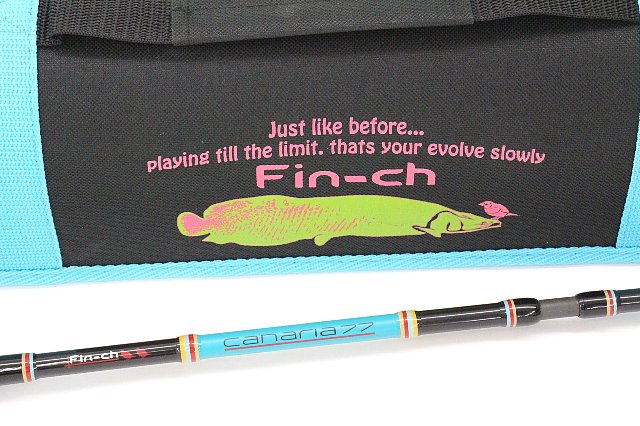 Just like before...
playing till the limit. thats your evolve slowly
Fin-ch
Fin-ch
canaria77